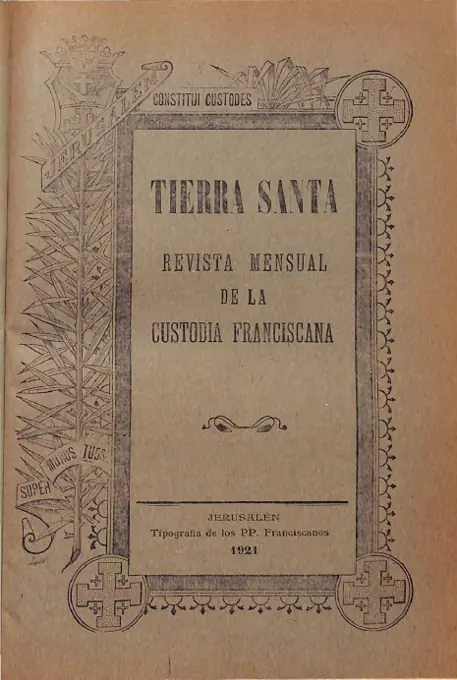 JERUSALEM
SUPER MUROS TUOS
CONSTITUI CUSTODES
TIERRA SANTA
REVISTA MENSUAL
DE LA
CUSTODIA FRANCISCANA
JERUSALÉN
Tipografía de los PP. Franciscanos
1921